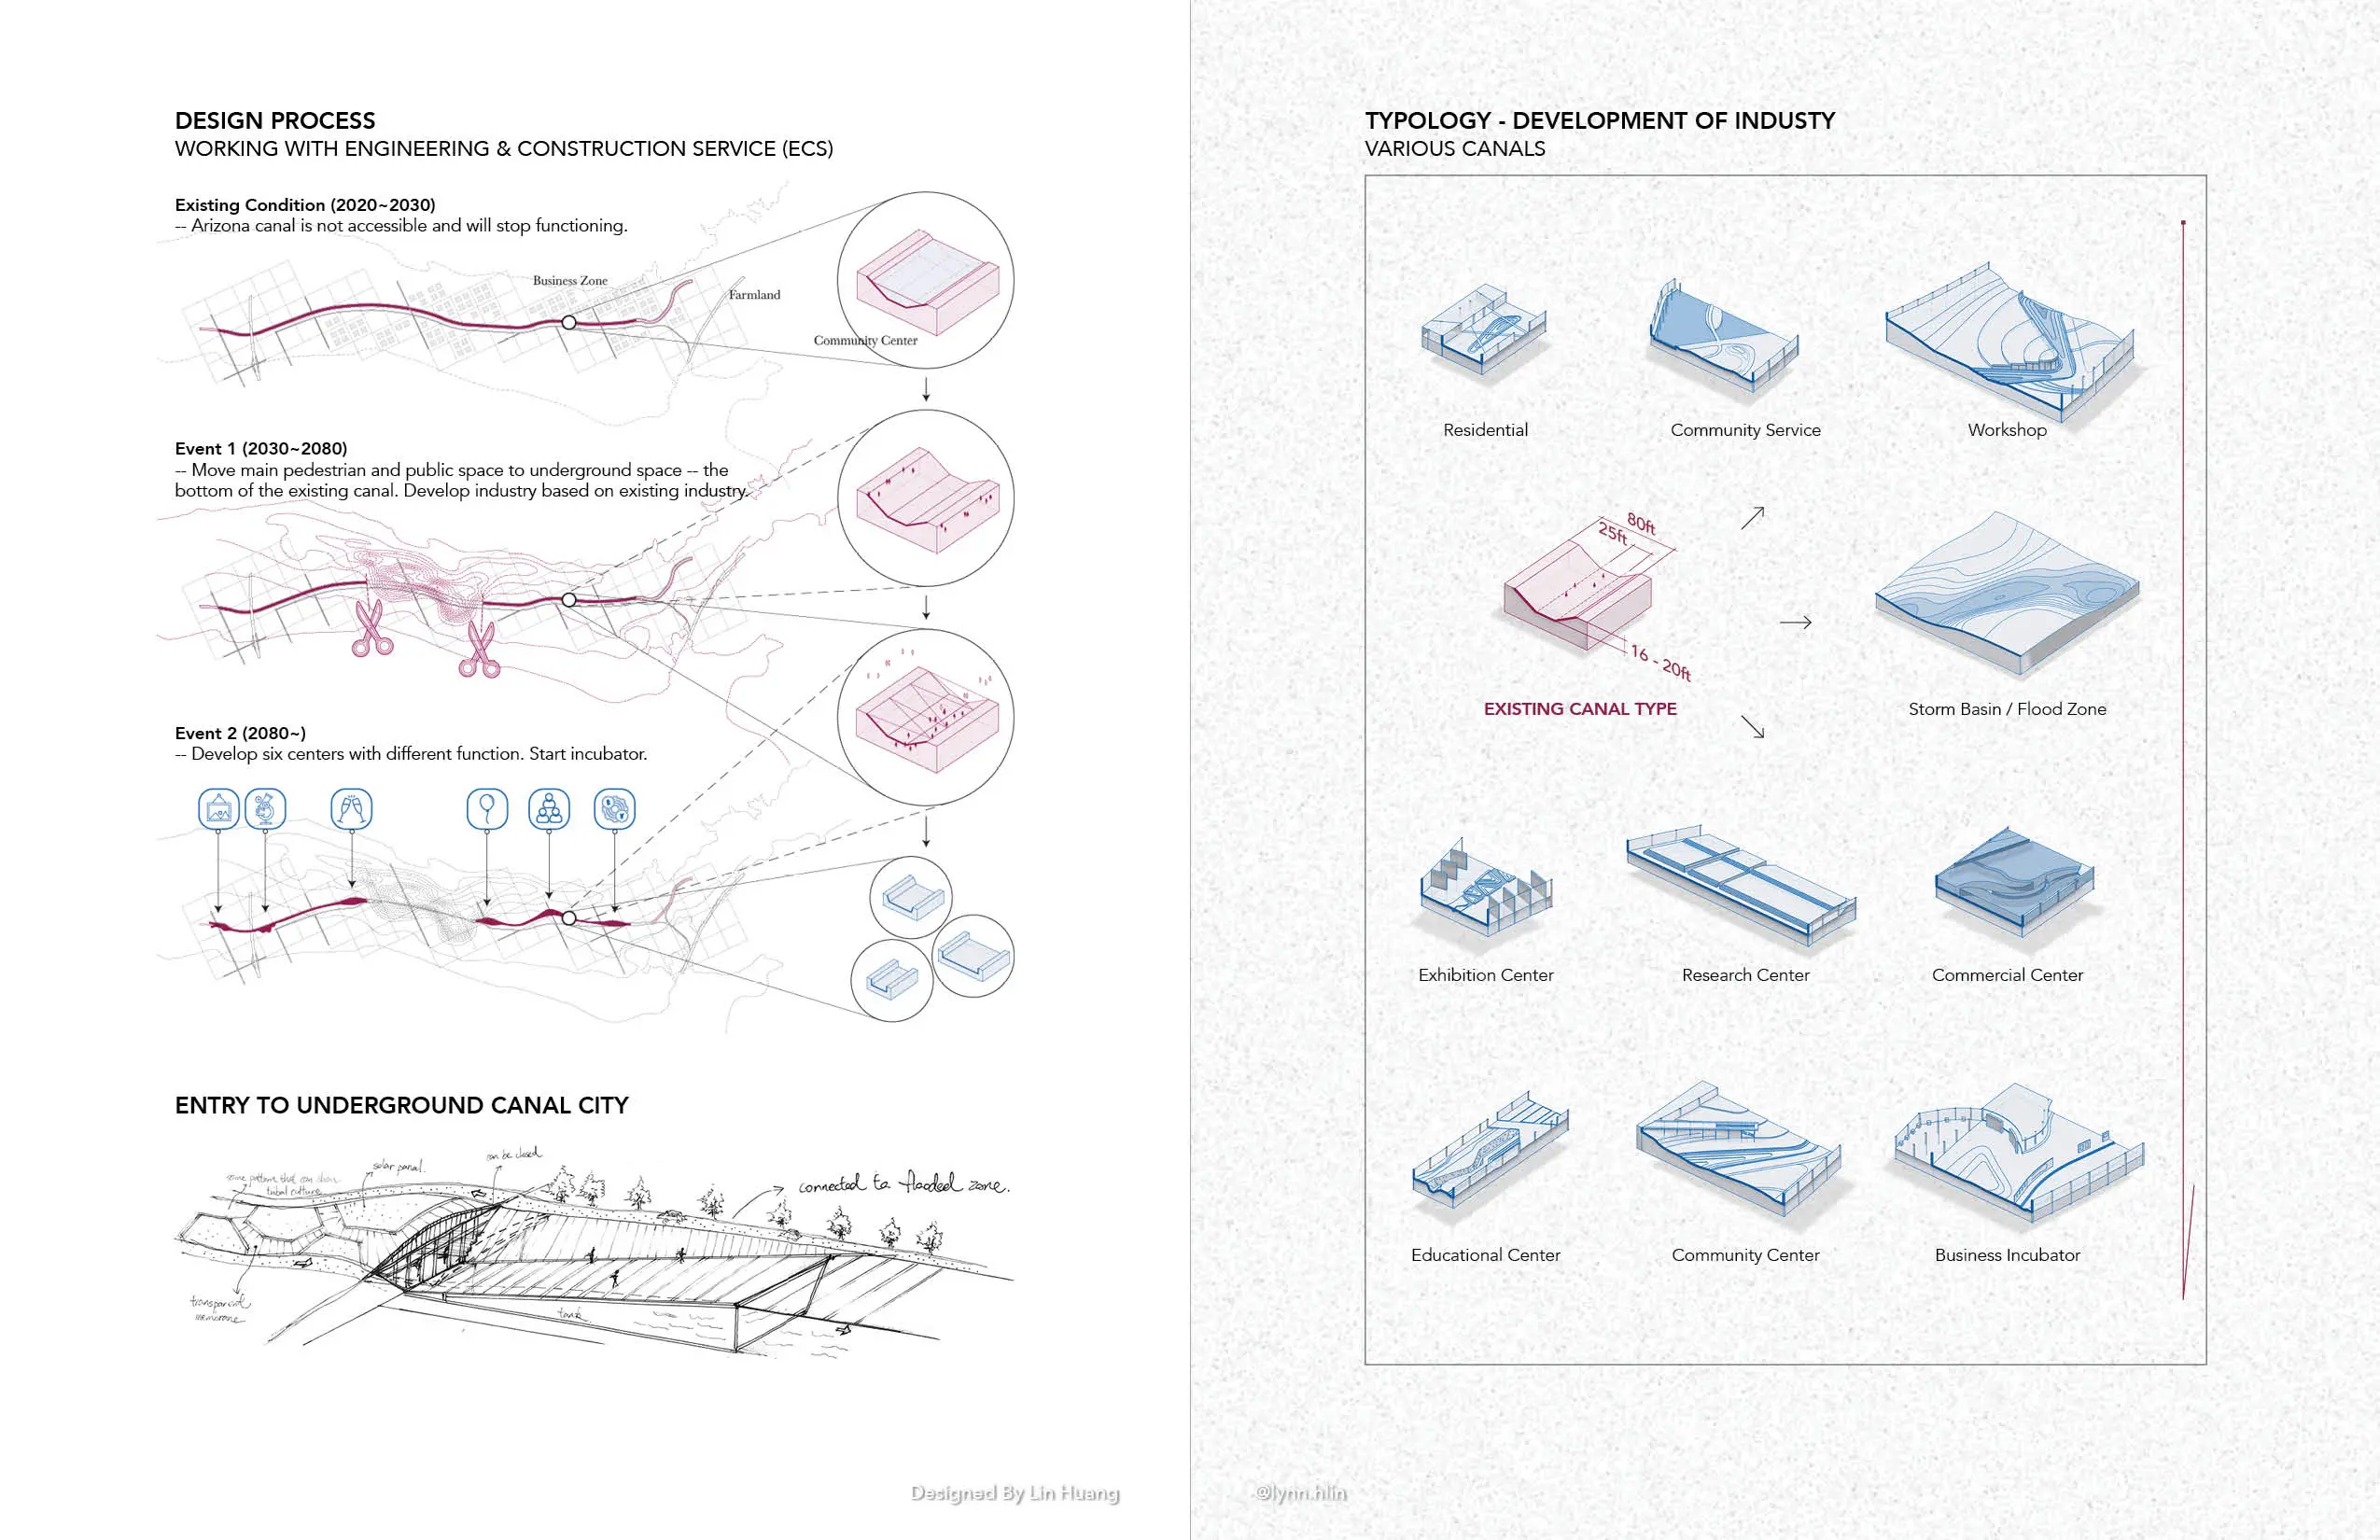 DESIGN PROCESS
WORKING WITH ENGINEERING & CONSTRUCTION SERVICE (ECS)
Existing Condition (2020~2030)
-- Arizona canal is not accessible and will stop functioning.
Business Zone
Farmland
Community Center
Event 1 (2030~2080)
-- Move main pedestrian and public space to underground space -- the
bottom of the existing canal. Develop industry based on existing industry.
Event 2 (2080~)
-- Develop six centers with different function. Start incubator.
ENTRY TO UNDERGROUND CANAL CITY
some pattern that can show
tribal culture
solar panel.
can be closed
connected to flooded zone.
transparent
membrane
tank
Designed By Lin Huang
TYPOLOGY - DEVELOPMENT OF INDUSTY
VARIOUS CANALS
Residential
Community Service
Workshop
80ft
25ft
16 - 20ft
EXISTING CANAL TYPE
Storm Basin / Flood Zone
Exhibition Center
Research Center
Commercial Center
Educational Center
Community Center
Business Incubator
@lynn.hlin